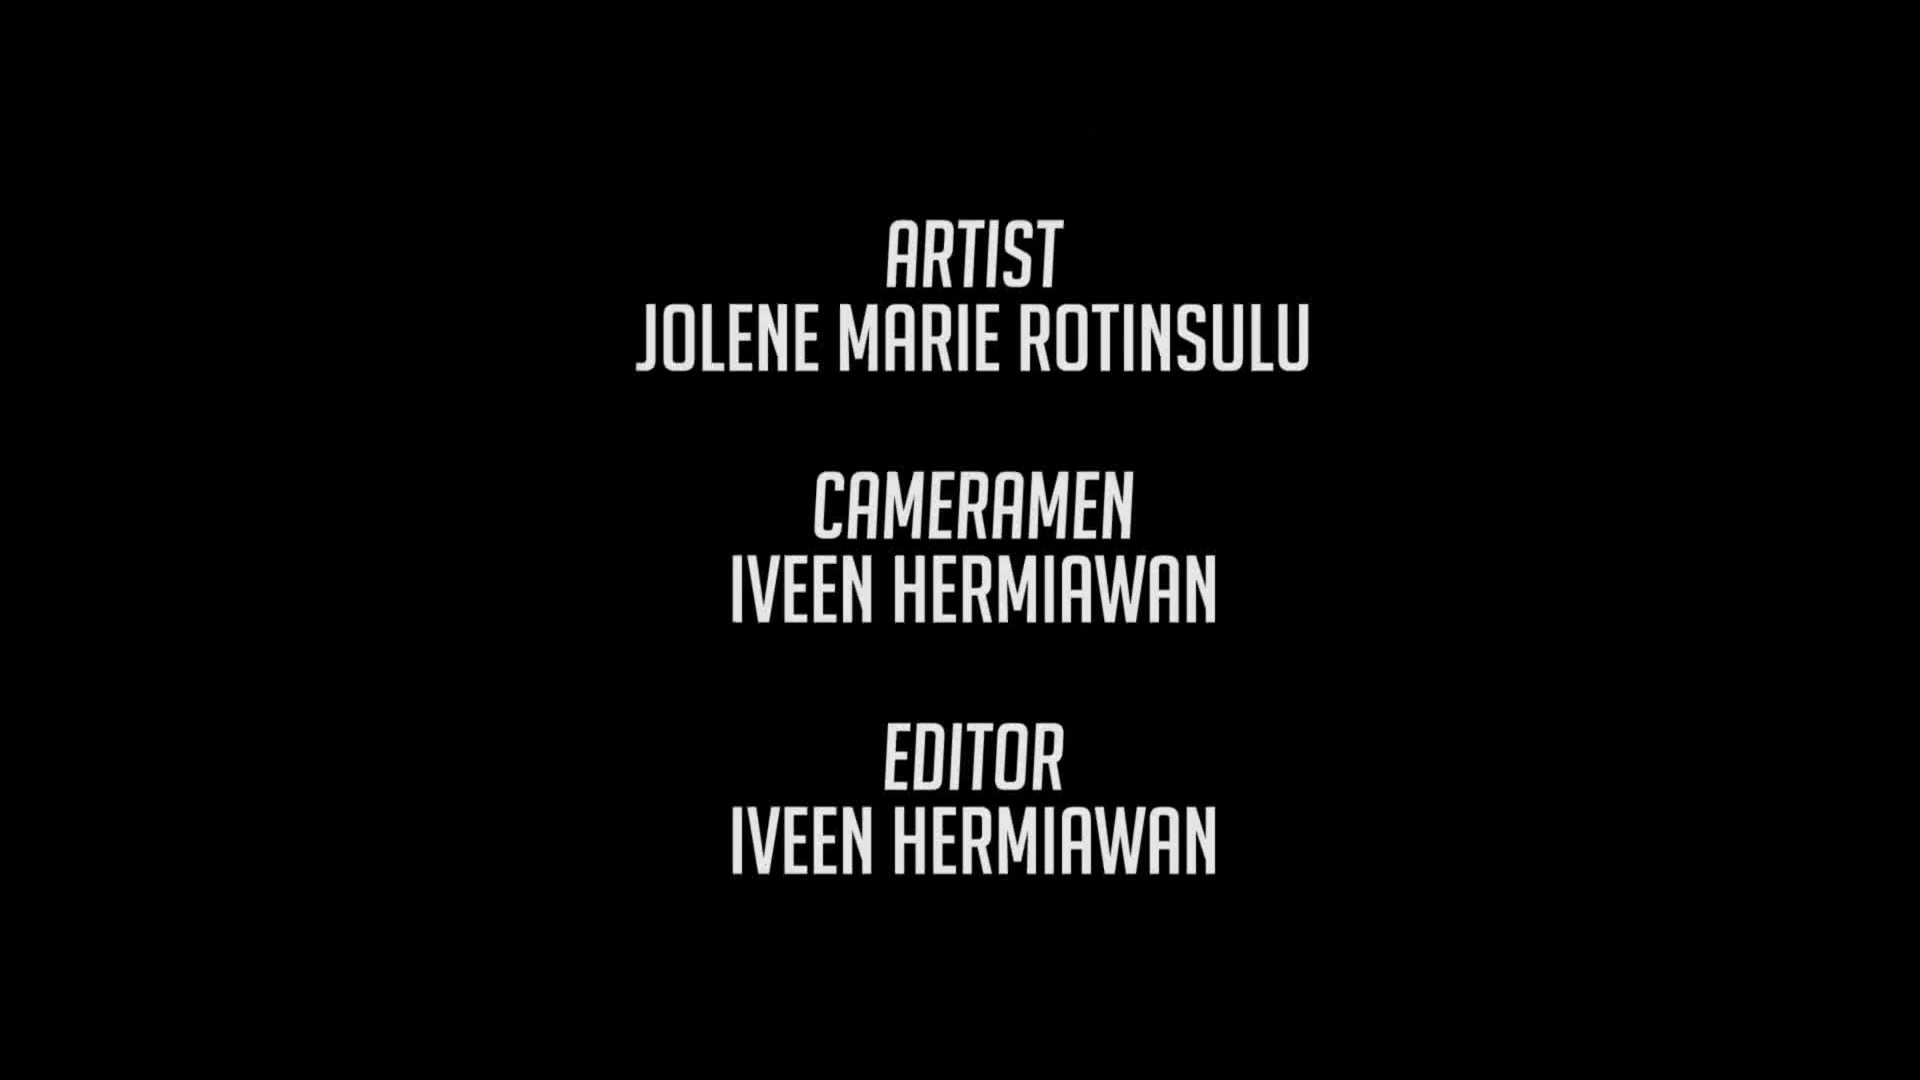 ARTIST
JOLENE MARIE ROTINSULU
CAMERAMEN
IVEEN HERMIAWAN
EDITOR
IVEEN HERMIAWAN